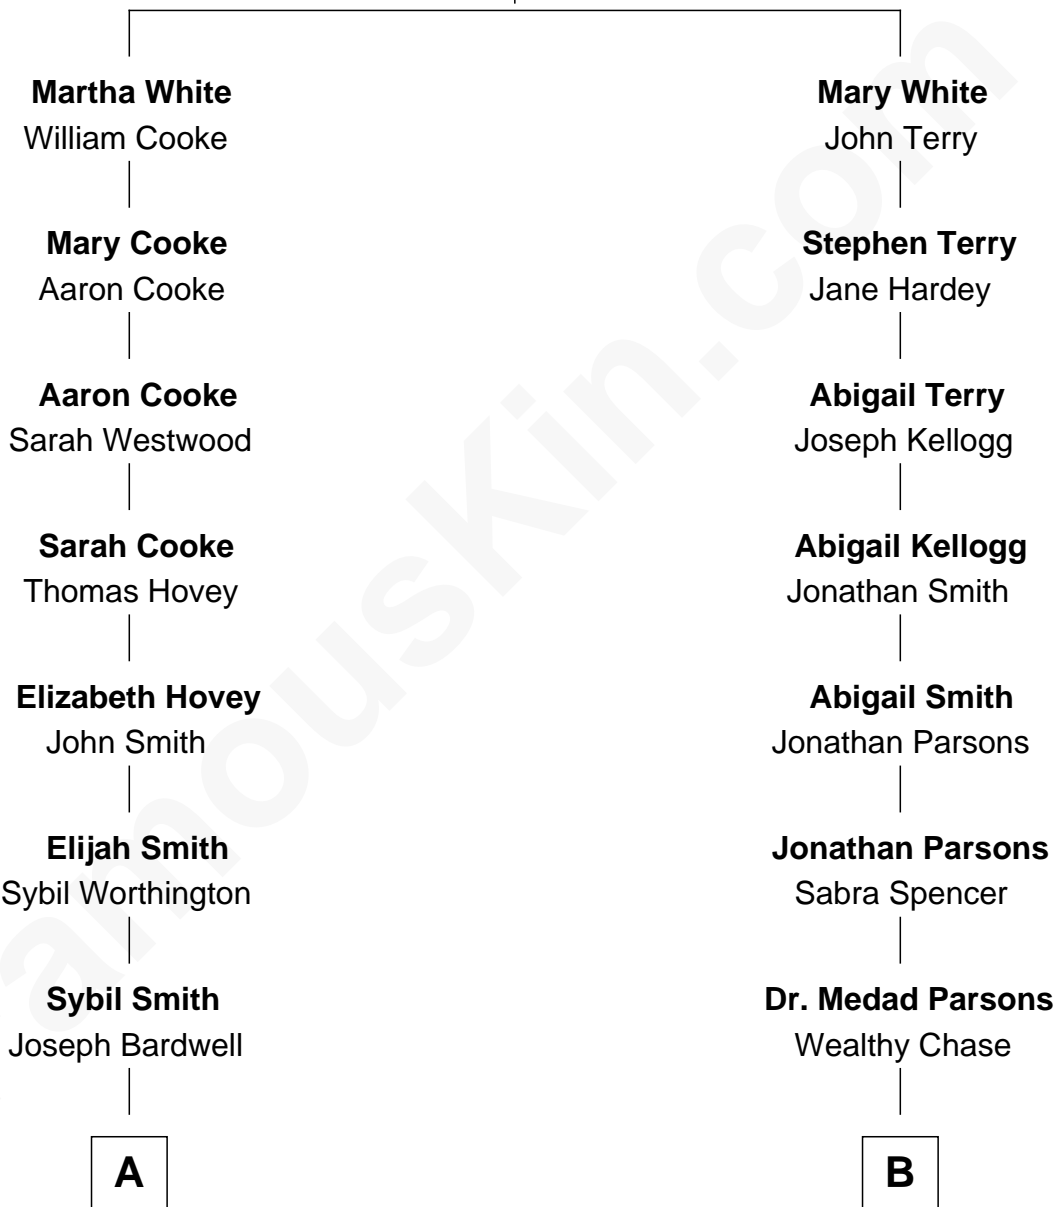 Martha White
William Cooke
Mary Cooke
Aaron Cooke
Aaron Cooke
Sarah Westwood
Sarah Cooke
Thomas Hovey
Elizabeth Hovey
John Smith
Elijah Smith
Sybil Worthington
Sybil Smith
Joseph Bardwell
A
Mary White
John Terry
Stephen Terry
Jane Hardey
Abigail Terry
Joseph Kellogg
Abigail Kellogg
Jonathan Smith
Abigail Smith
Jonathan Parsons
Jonathan Parsons
Sabra Spencer
Dr. Medad Parsons
Wealthy Chase
B
amouskin.com